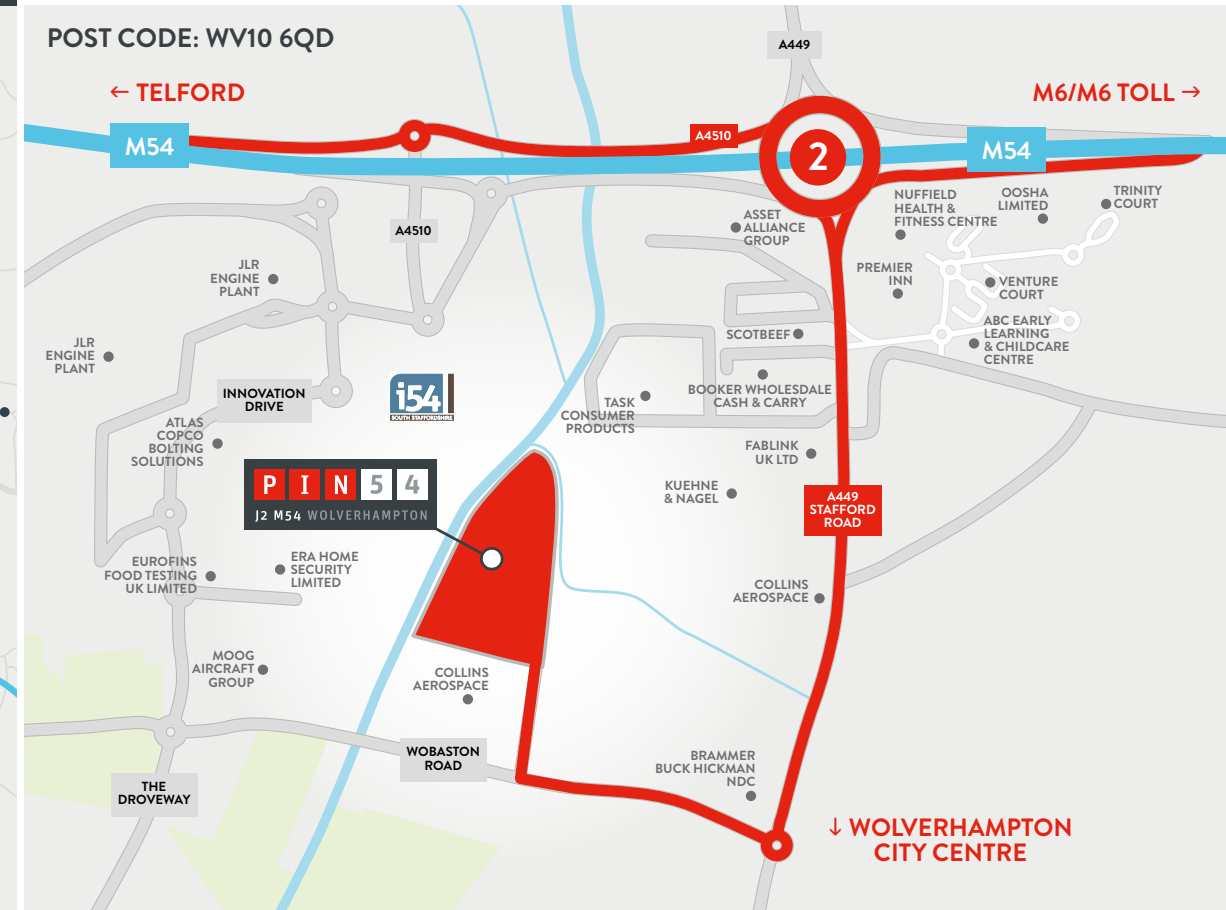 POST CODE: WV10 6QD
A449
← TELFORD
M6/M6 TOLL →
A4510
M54
2
M54
NUFFIELD
HEALTH &
FITNESS CENTRE
OOSHA
LIMITED
TRINITY
COURT
ASSET
ALLIANCE
GROUP
A4510
JLR
ENGINE
PLANT
PREMIER
INN
VENTURE
COURT
SCOTBEEF
ABC EARLY
LEARNING
& CHILDCARE
CENTRE
JLR
ENGINE
PLANT
INNOVATION
DRIVE
i54
SOUTH STAFFORDSHIRE
BOOKER WHOLESALE
CASH & CARRY
TASK
CONSUMER
PRODUCTS
ATLAS
COPCO
BOLTING
SOLUTIONS
FABLINK
UK LTD
PIN54
J2 M54 WOLVERHAMPTON
KUEHNE
& NAGEL
A449
STAFFORD
ROAD
EUROFINS
FOOD TESTING
UK LIMITED
ERA HOME
SECURITY
LIMITED
COLLINS
AEROSPACE
MOOG
AIRCRAFT
GROUP
COLLINS
AEROSPACE
WOBASTON
ROAD
BRAMMER
BUCK HICKMAN
NDC
THE
DROVEWAY
↓ WOLVERHAMPTON
CITY CENTRE